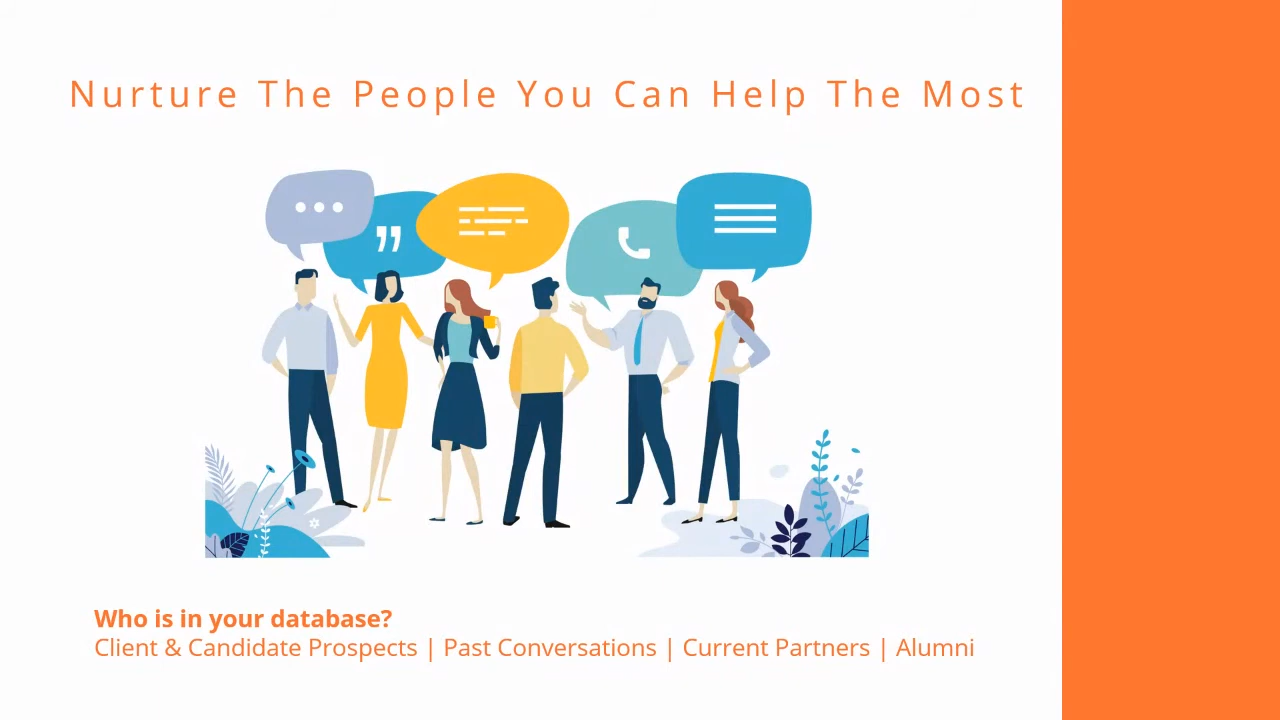 Nurture The People You Can Help The Most
Who is in your database?
Client & Candidate Prospects | Past Conversations | Current Partners | Alumni